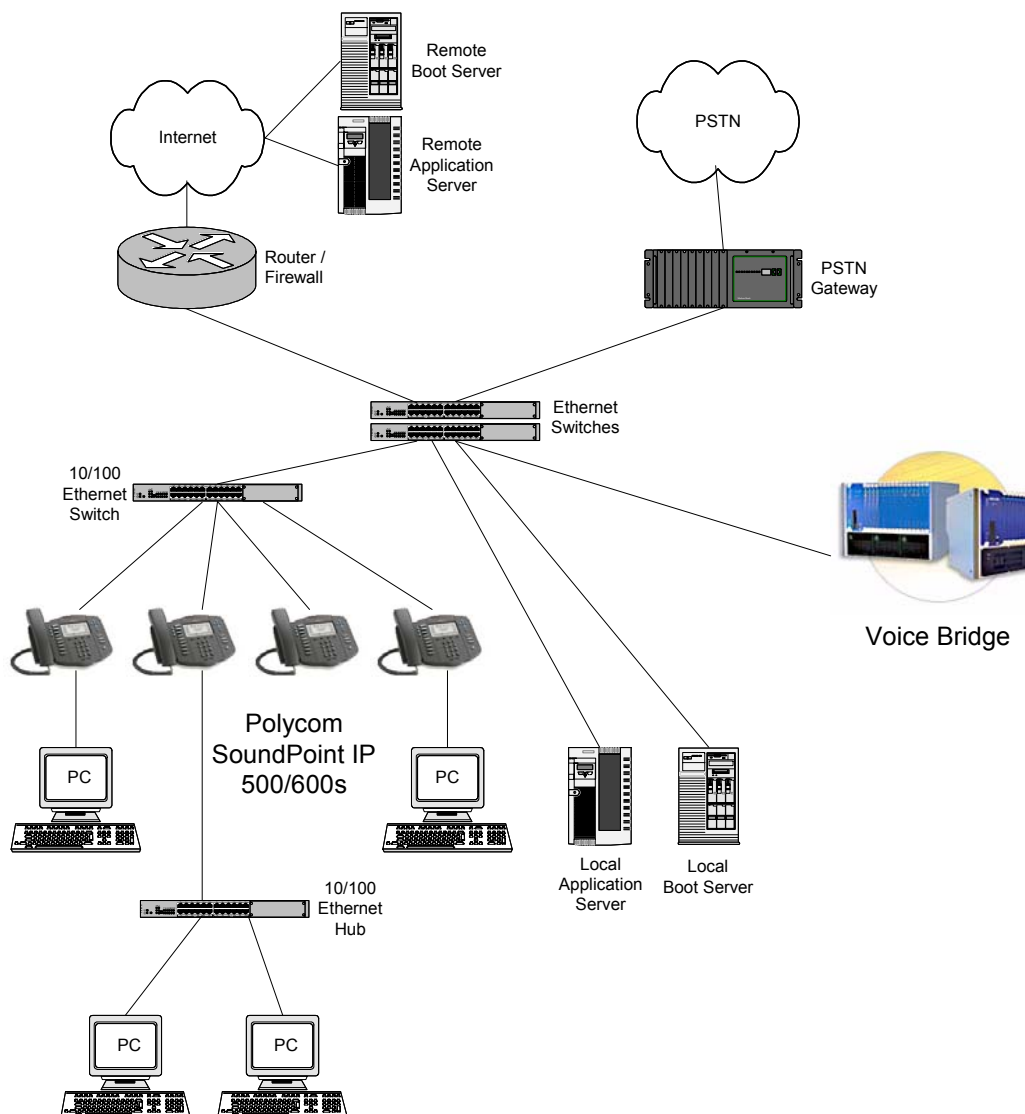 Remote
Boot Server
Internet
PSTN
Remote
Application
Server
Router /
Firewall
PSTN
Gateway
Ethernet
Switches
10/100
Ethernet
Switch
Voice Bridge
Polycom
SoundPoint IP
500/600s
PC
PC
Local
Application
Server
Local
Boot Server
10/100
Ethernet
Hub
PC
PC